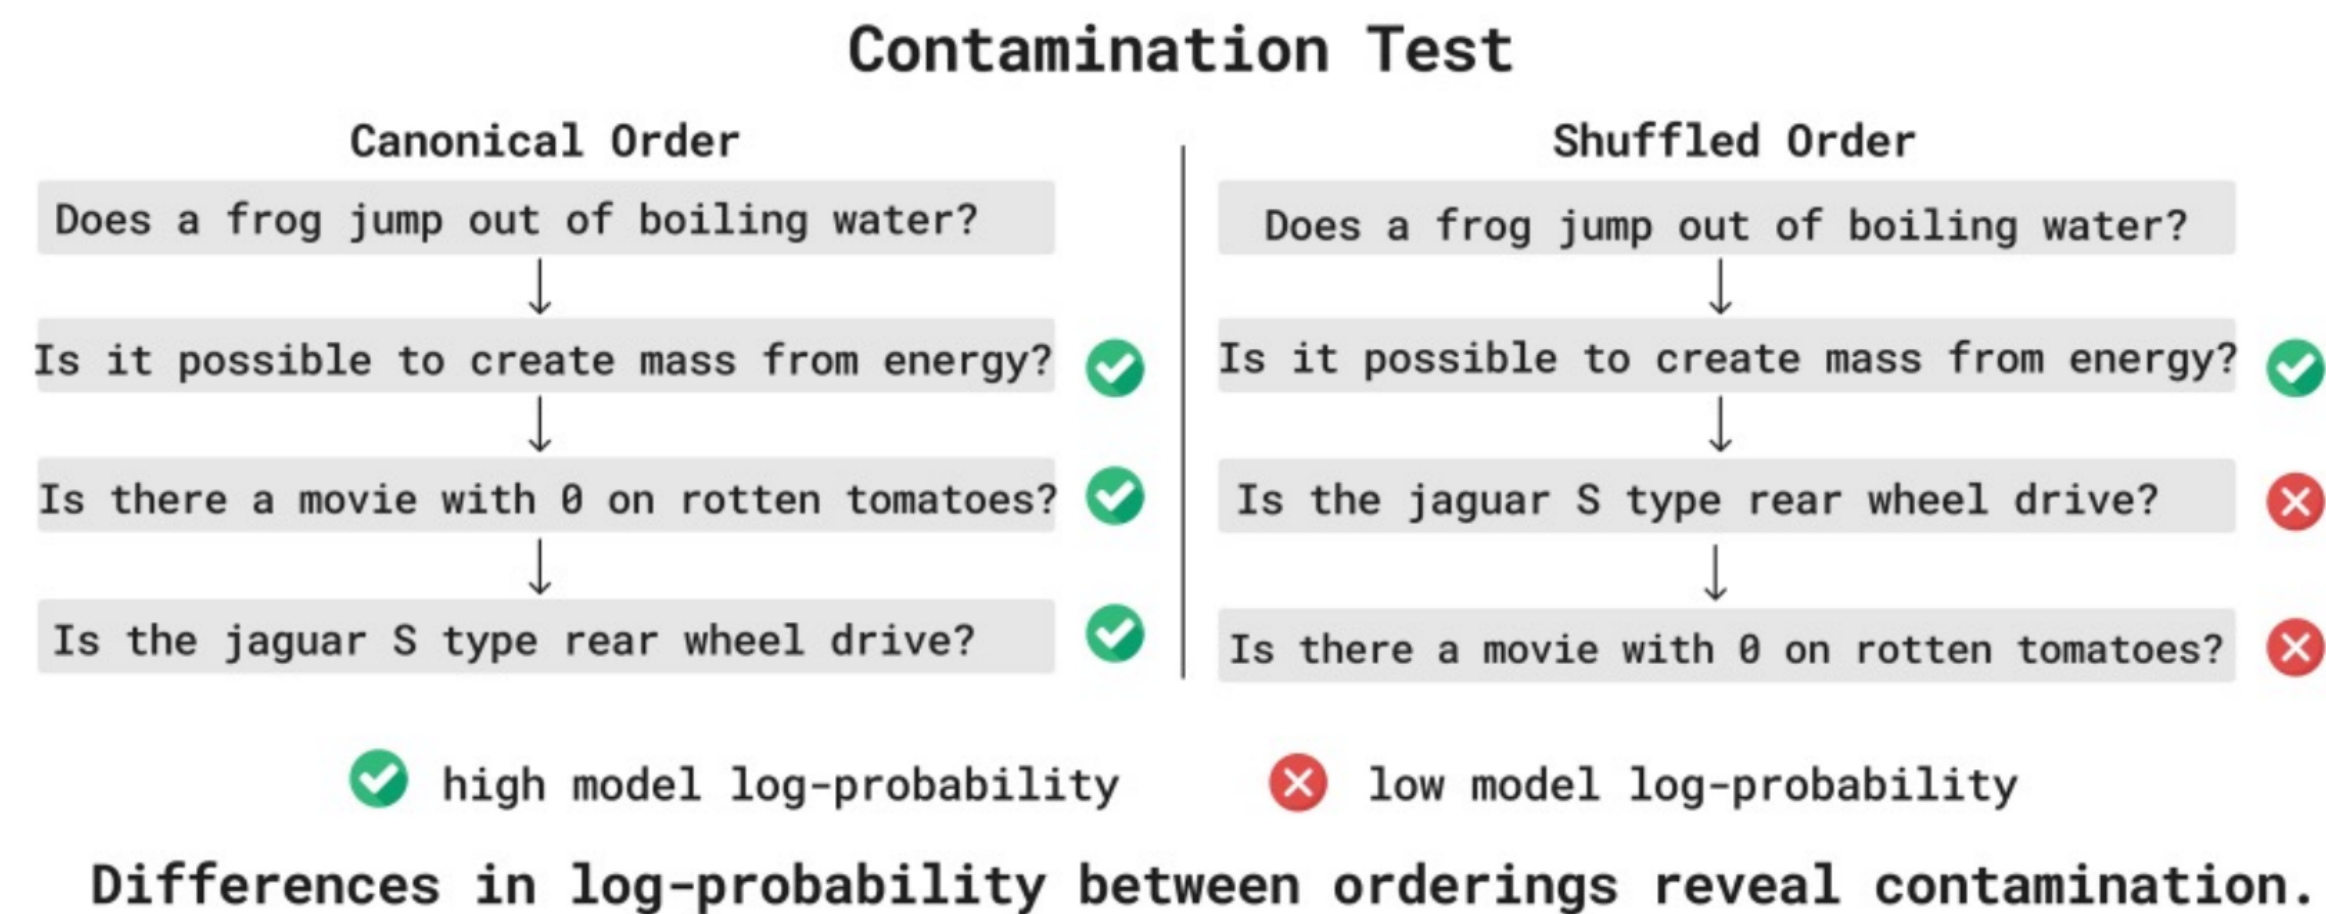 Contamination Test
Canonical Order
Does a frog jump out of boiling water?
Is it possible to create mass from energy?
Is there a movie with 0 on rotten tomatoes?
Is the jaguar S type rear wheel drive?
Shuffled Order
Does a frog jump out of boiling water?
Is it possible to create mass from energy?
Is the jaguar S type rear wheel drive?
Is there a movie with 0 on rotten tomatoes?
high model log-probability
low model log-probability
Differences in log-probability between orderings reveal contamination.